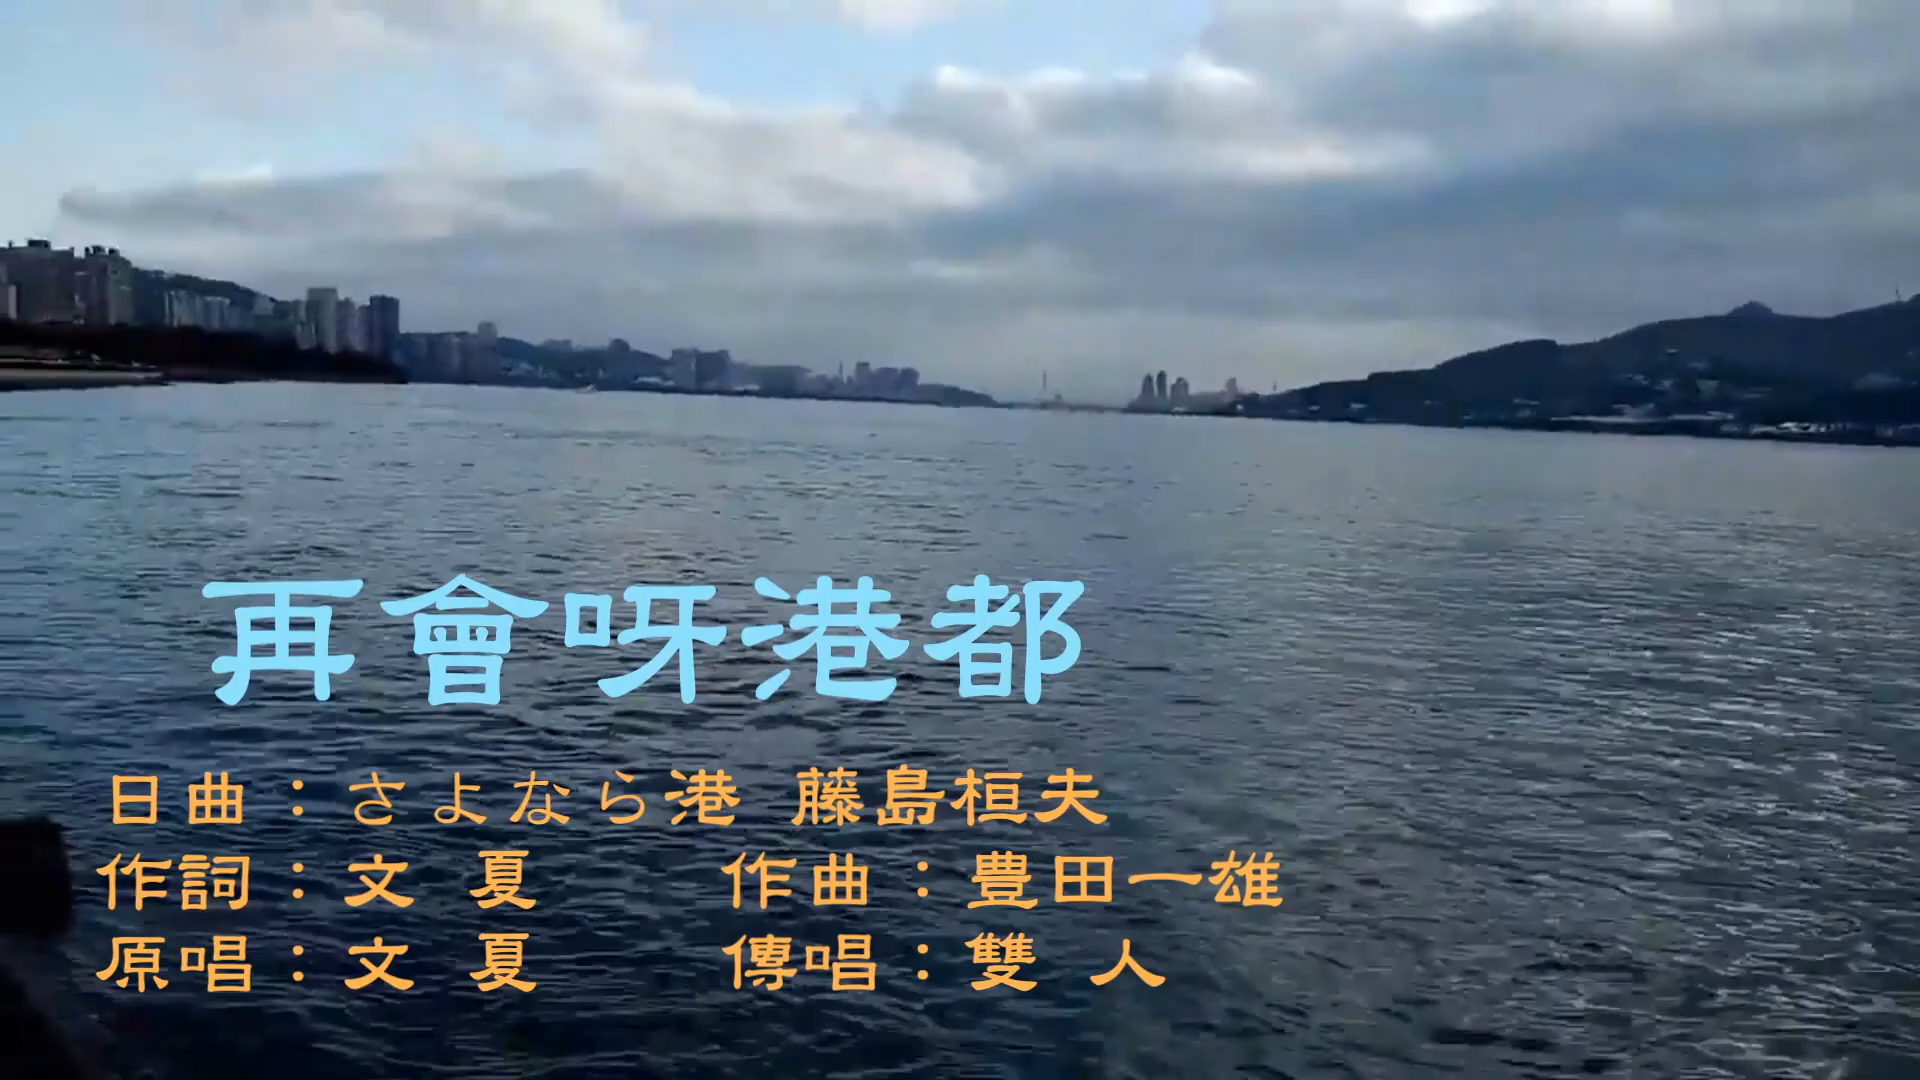 再會呀港都
日曲：さよなら港 藤島桓夫
作詞：文 夏 作曲：豊田一雄
原唱：文 夏 傳唱：雙 人